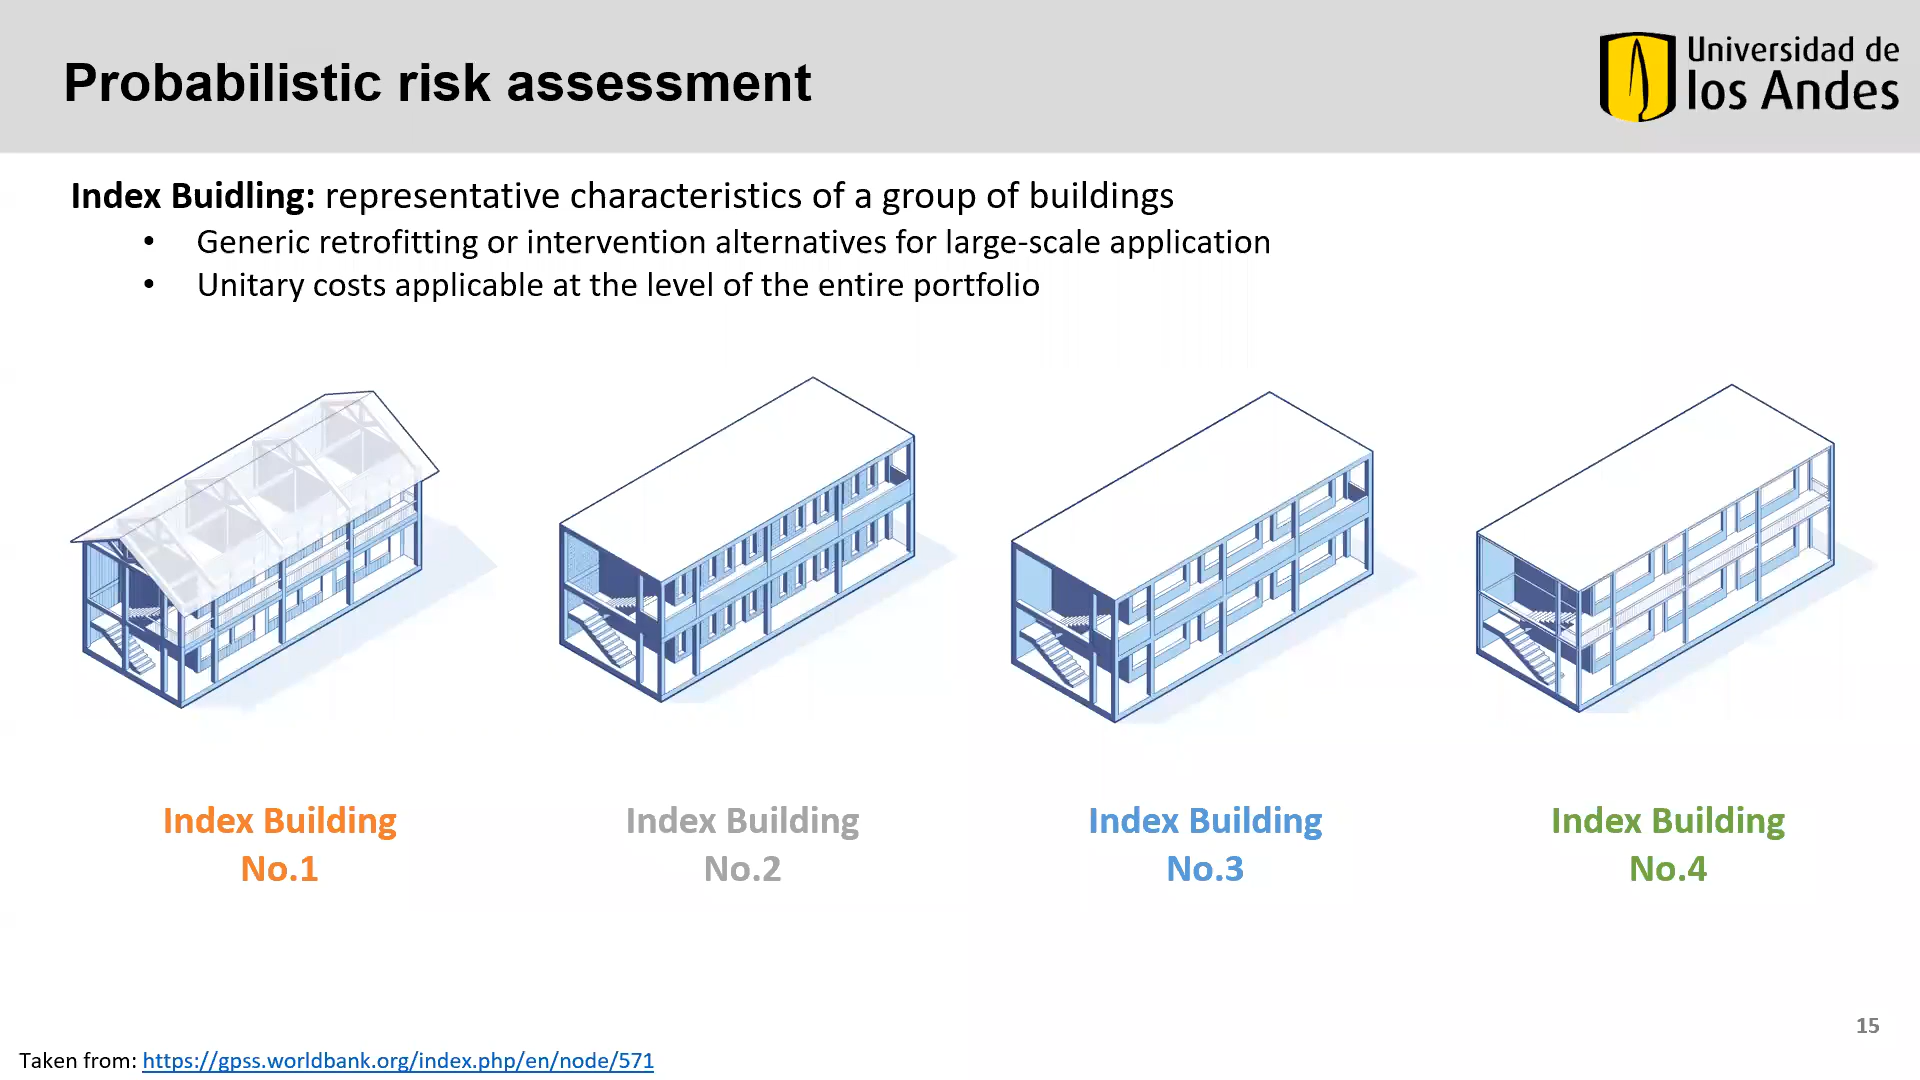 Probabilistic risk assessment
Universidad de
los Andes
Index Buidling: representative characteristics of a group of buildings
• Generic retrofitting or intervention alternatives for large-scale application
• Unitary costs applicable at the level of the entire portfolio
Index Building
No.1
Index Building
No.2
Index Building
No.3
Index Building
No.4
15
Taken from: https://gpss.worldbank.org/index.php/en/node/571